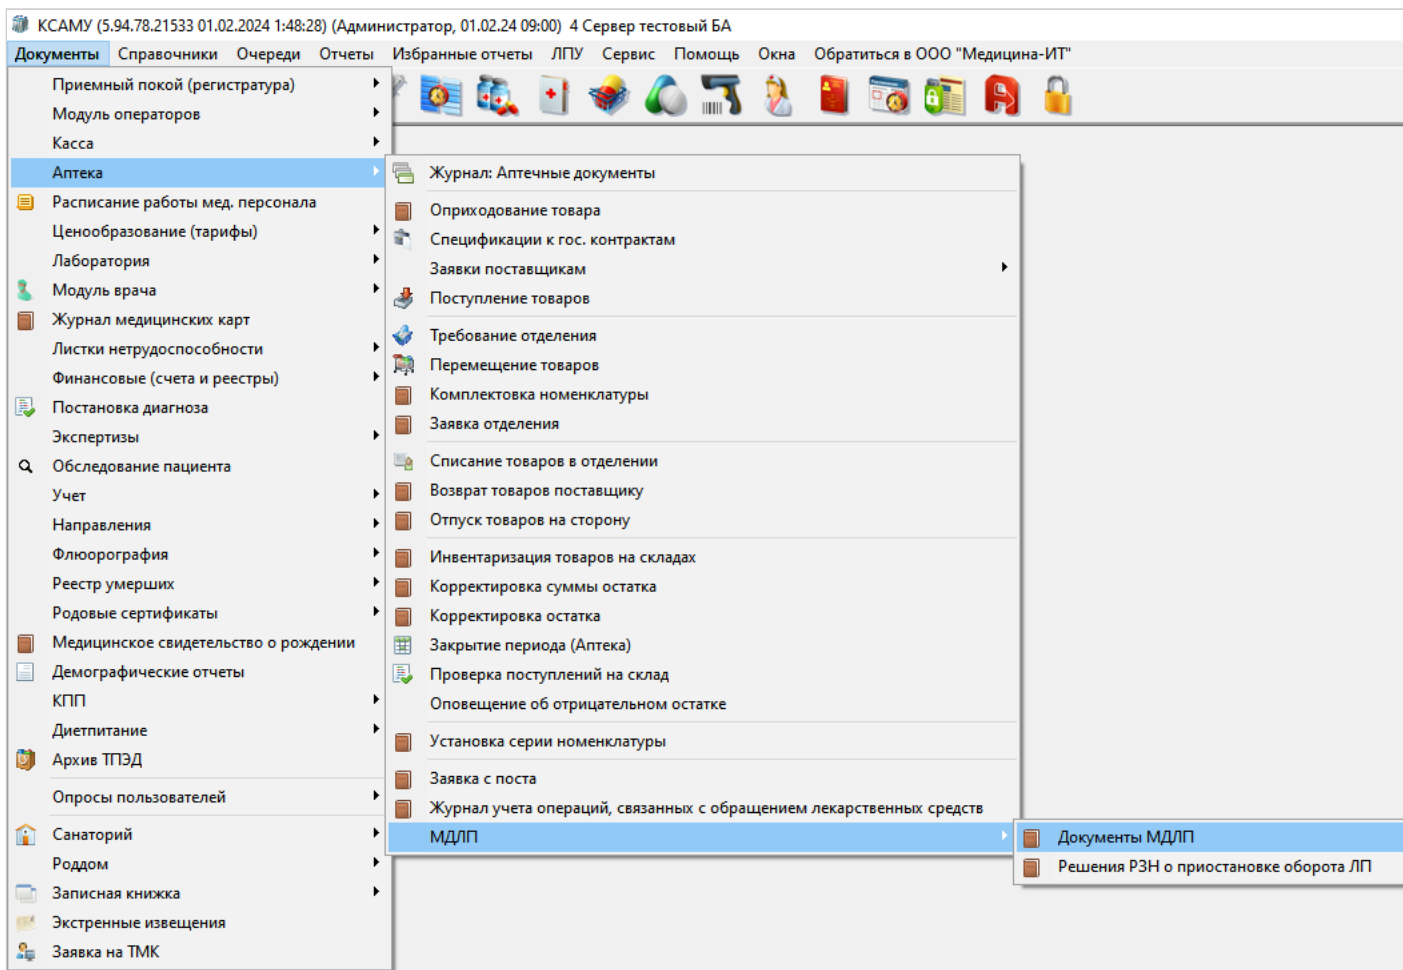 КСАМУ (5.94.78.21533 01.02.2024 1:48:28) (Администратор, 01.02.24 09:00)  4 Сервер тестовый БА
Документы Справочники Очереди Отчеты Избранные отчеты ЛПУ Сервис Помощь Окна Обратиться в ООО "Медицина-ИТ"
Приемный покой (регистратура)
Модуль операторов
Касса
Аптека
Расписание работы мед. персонала
Ценообразование (тарифы)
Лаборатория
Модуль врача
Журнал медицинских карт
Листки нетрудоспособности
Финансовые (счета и реестры)
Постановка диагноза
Экспертизы
Обследование пациента
Учет
Направления
Флюорография
Реестр умерших
Родовые сертификаты
Медицинское свидетельство о рождении
Демографические отчеты
КПП
Диетпитание
Архив ТПЭД
Опросы пользователей
Санаторий
Роддом
Записная книжка
Экстренные извещения
Заявка на ТМК
Журнал: Аптечные документы
Оприходование товара
Спецификации к гос. контрактам
Заявки поставщикам
Поступление товаров
Требование отделения
Перемещение товаров
Комплектовка номенклатуры
Заявка отделения
Списание товаров в отделении
Возврат товаров поставщику
Отпуск товаров на сторону
Инвентаризация товаров на складах
Корректировка суммы остатка
Корректировка остатка
Закрытие периода (Аптека)
Проверка поступлений на склад
Оповещение об отрицательном остатке
Установка серии номенклатуры
Заявка с поста
Журнал учета операций, связанных с обращением лекарственных средств
МДЛП
Документы МДЛП
Решения РЗН о приостановке оборота ЛП